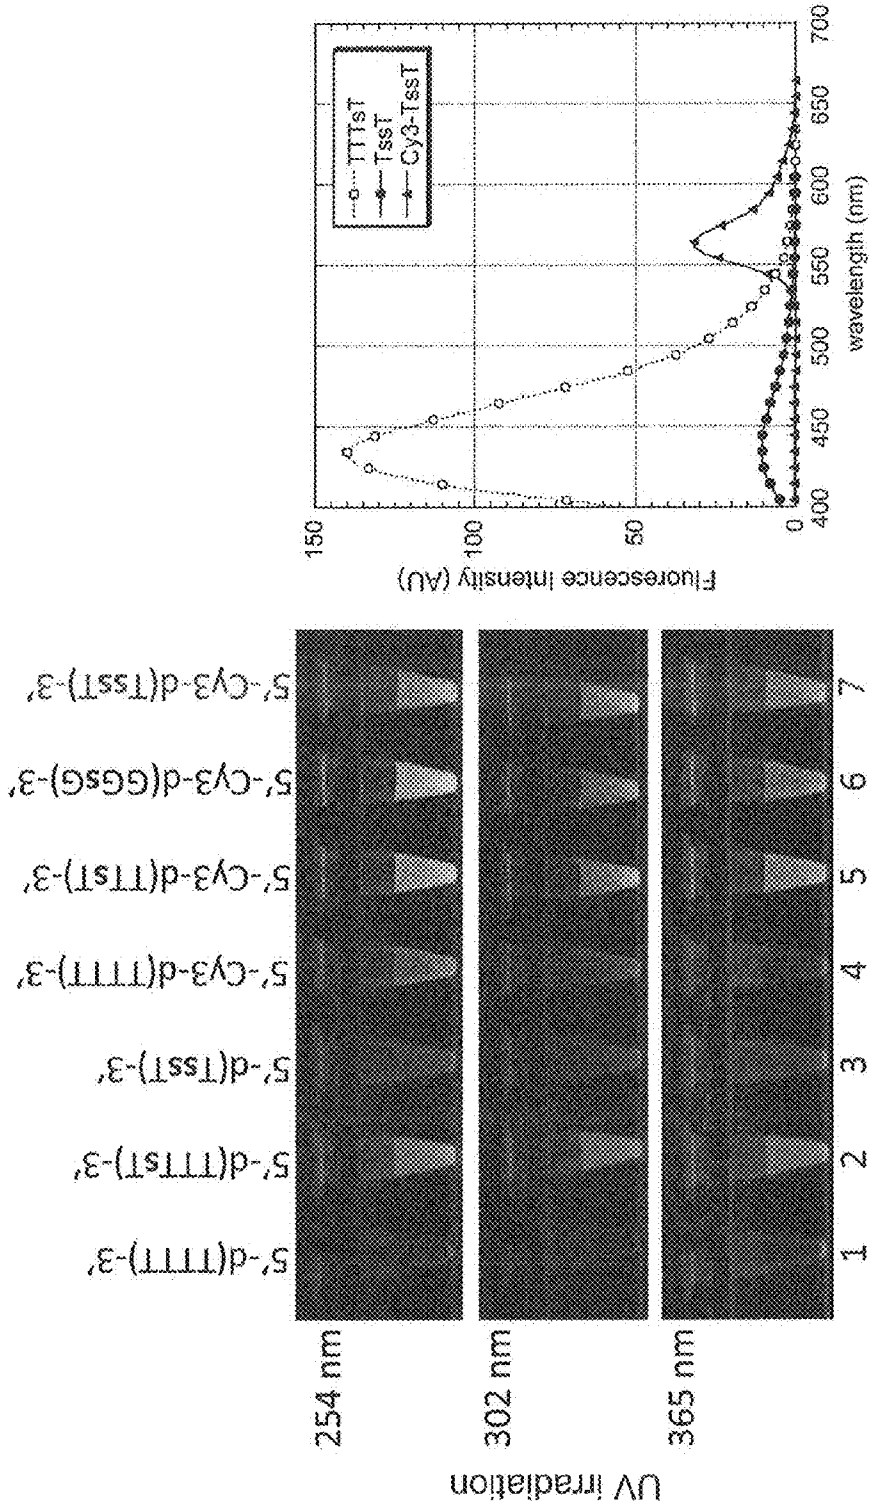 UV irradiation
254 nm
302 nm
365 nm
5'-d(TTTT)-3'
5'-d(TTTsT)-3'
5'-d(TssT)-3'
5'-Cy3-d(TTTT)-3'
5'-Cy3-d(TTsT)-3'
5'-Cy3-d(GGsG)-3'
5'-Cy3-d(TssT)-3'
1 2 3 4 5 6 7
Fluorescence Intensity (AU)
150
100
50
0
TTTsT
TssT
Cy3-TssT
400 450 500 550 600 650 700
wavelength (nm)